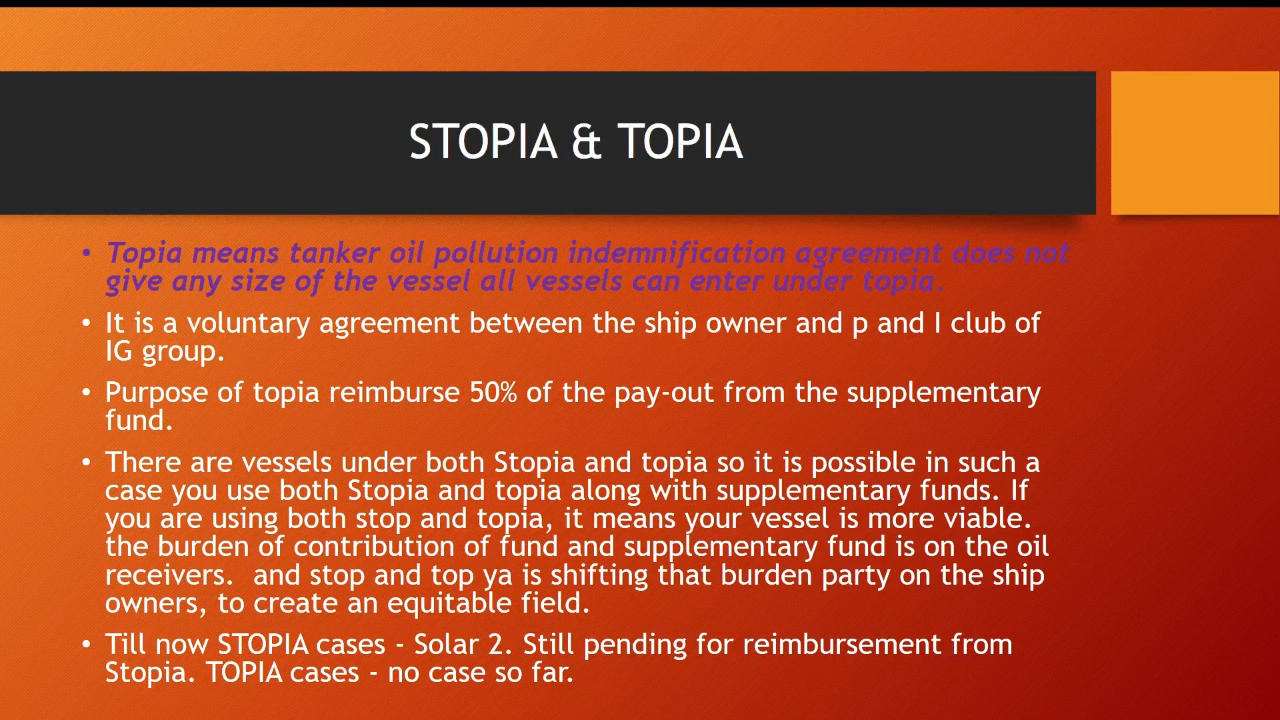 STOPIA & TOPIA
• Topia means tanker oil pollution indemnification agreement does not
give any size of the vessel all vessels can enter under topia.
• It is a voluntary agreement between the ship owner and p and I club of
IG group.
• Purpose of topia reimburse 50% of the pay-out from the supplementary
fund.
• There are vessels under both Stopia and topia so it is possible in such a
case you use both Stopia and topia along with supplementary funds. If
you are using both stop and topia, it means your vessel is more viable.
the burden of contribution of fund and supplementary fund is on the oil
receivers.  and stop and top ya is shifting that burden party on the ship
owners, to create an equitable field.
• Till now STOPIA cases - Solar 2. Still pending for reimbursement from
Stopia. TOPIA cases - no case so far.